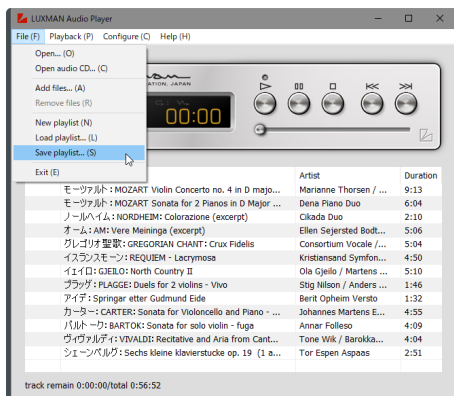 LUXMAN Audio Player
File (F) Playback (P) Configure (C) Help (H)
Open... (O)
Open audio CD... (C)
Add files... (A)
Remove files (R)
New playlist (N)
Load playlist... (L)
Save playlist... (S)
Exit (E)
ATION, JAPAN
00:00
Artist Duration
モーツァルト: MOZART Violin Concerto no. 4 in D majo... Marianne Thorsen / ... 9:13
モーツァルト: MOZART Sonata for 2 Pianos in D Major ... Dena Piano Duo 6:04
ノールハイム: NORDHEIM: Colorazione (excerpt) Cikada Duo 2:10
オーム: AM: Vere Meininga (excerpt) Ellen Sejersted Bodt... 5:06
グレゴリオ聖歌: GREGORIAN CHANT: Crux Fidelis Consortium Vocale /... 5:04
イスランスモーン: REQUIEM - Lacrymosa Kristiansand Symfon... 4:50
イェイロ: GJEILO: North Country II Ola Gjeilo / Martens ... 5:10
プラッゲ: PLAGGE: Duels for 2 violins - Vivo Stig Nilson / Anders ... 1:46
アイデ: Springar etter Gudmund Eide Berit Opheim Versto 1:32
カーター: CARTER: Sonata for Violoncello and Piano - ... Johannes Martens E... 4:55
バルトーク: BARTOK: Sonata for solo violin - fuga Annar Folleso 4:09
ヴィヴァルディ: VIVALDI: Recitative and Aria from Cant... Tone Wik / Barokka... 4:04
シェーンベルグ: Sechs kleine klavierstucke op. 19 (1 a... Tor Espen Aspaas 2:51
track remain 0:00:00/total 0:56:52